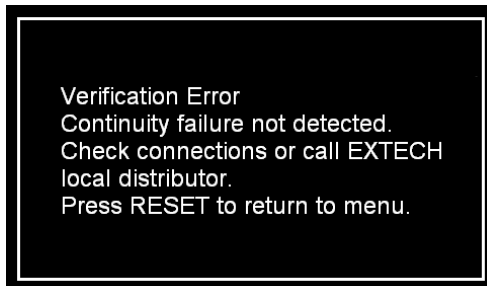 Verification Error
Continuity failure not detected.
Check connections or call EXTECH
local distributor.
Press RESET to return to menu.